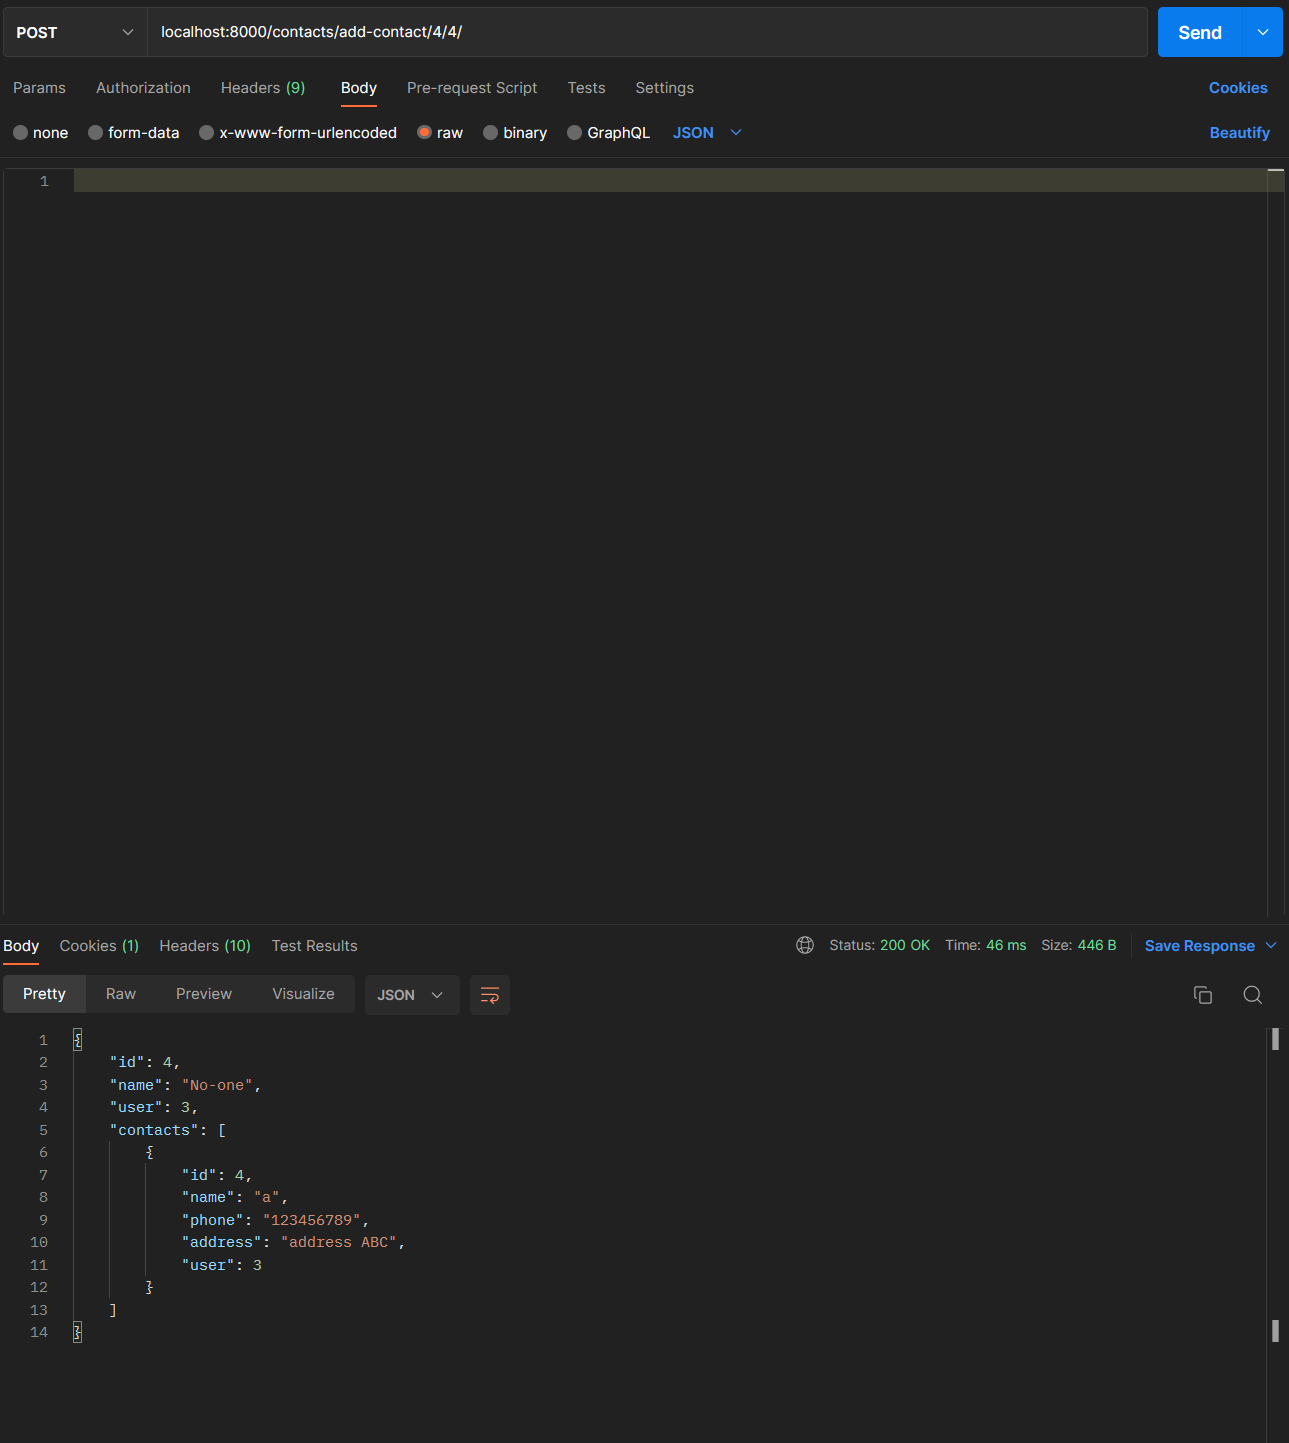 POST localhost:8000/contacts/add-contact/4/4/ Send
Params Authorization Headers (9) Body Pre-request Script Tests Settings Cookies
none form-data x-www-form-urlencoded raw binary GraphQL JSON Beautify
1
Body Cookies (1) Headers (10) Test Results Status: 200 OK Time: 46 ms Size: 446 B Save Response
Pretty Raw Preview Visualize JSON
1 {
2 "id": 4,
3 "name": "No-one",
4 "user": 3,
5 "contacts": [
6 {
7 "id": 4,
8 "name": "a",
9 "phone": "123456789",
10 "address": "address ABC",
11 "user": 3
12 }
13 ]
14 }